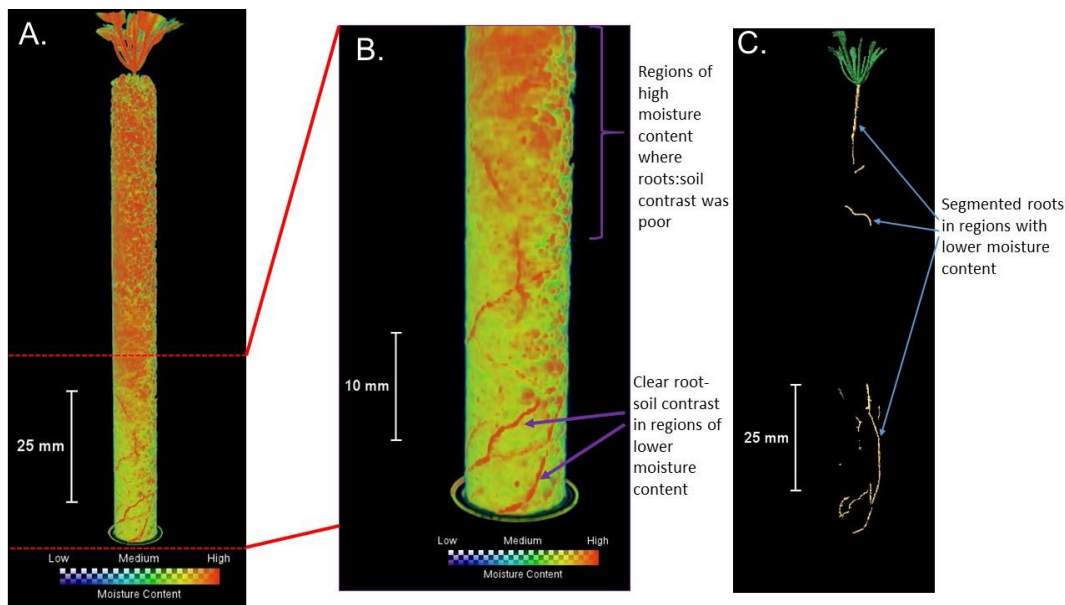 A.
25 mm
Low Medium High
Moisture Content
B.
10 mm
Low Medium High
Moisture Content
Regions of
high
moisture
content
where
roots:soil
contrast was
poor
Clear root-
soil contrast
in regions of
lower
moisture
content
C.
25 mm
Segmented roots
in regions with
lower moisture
content